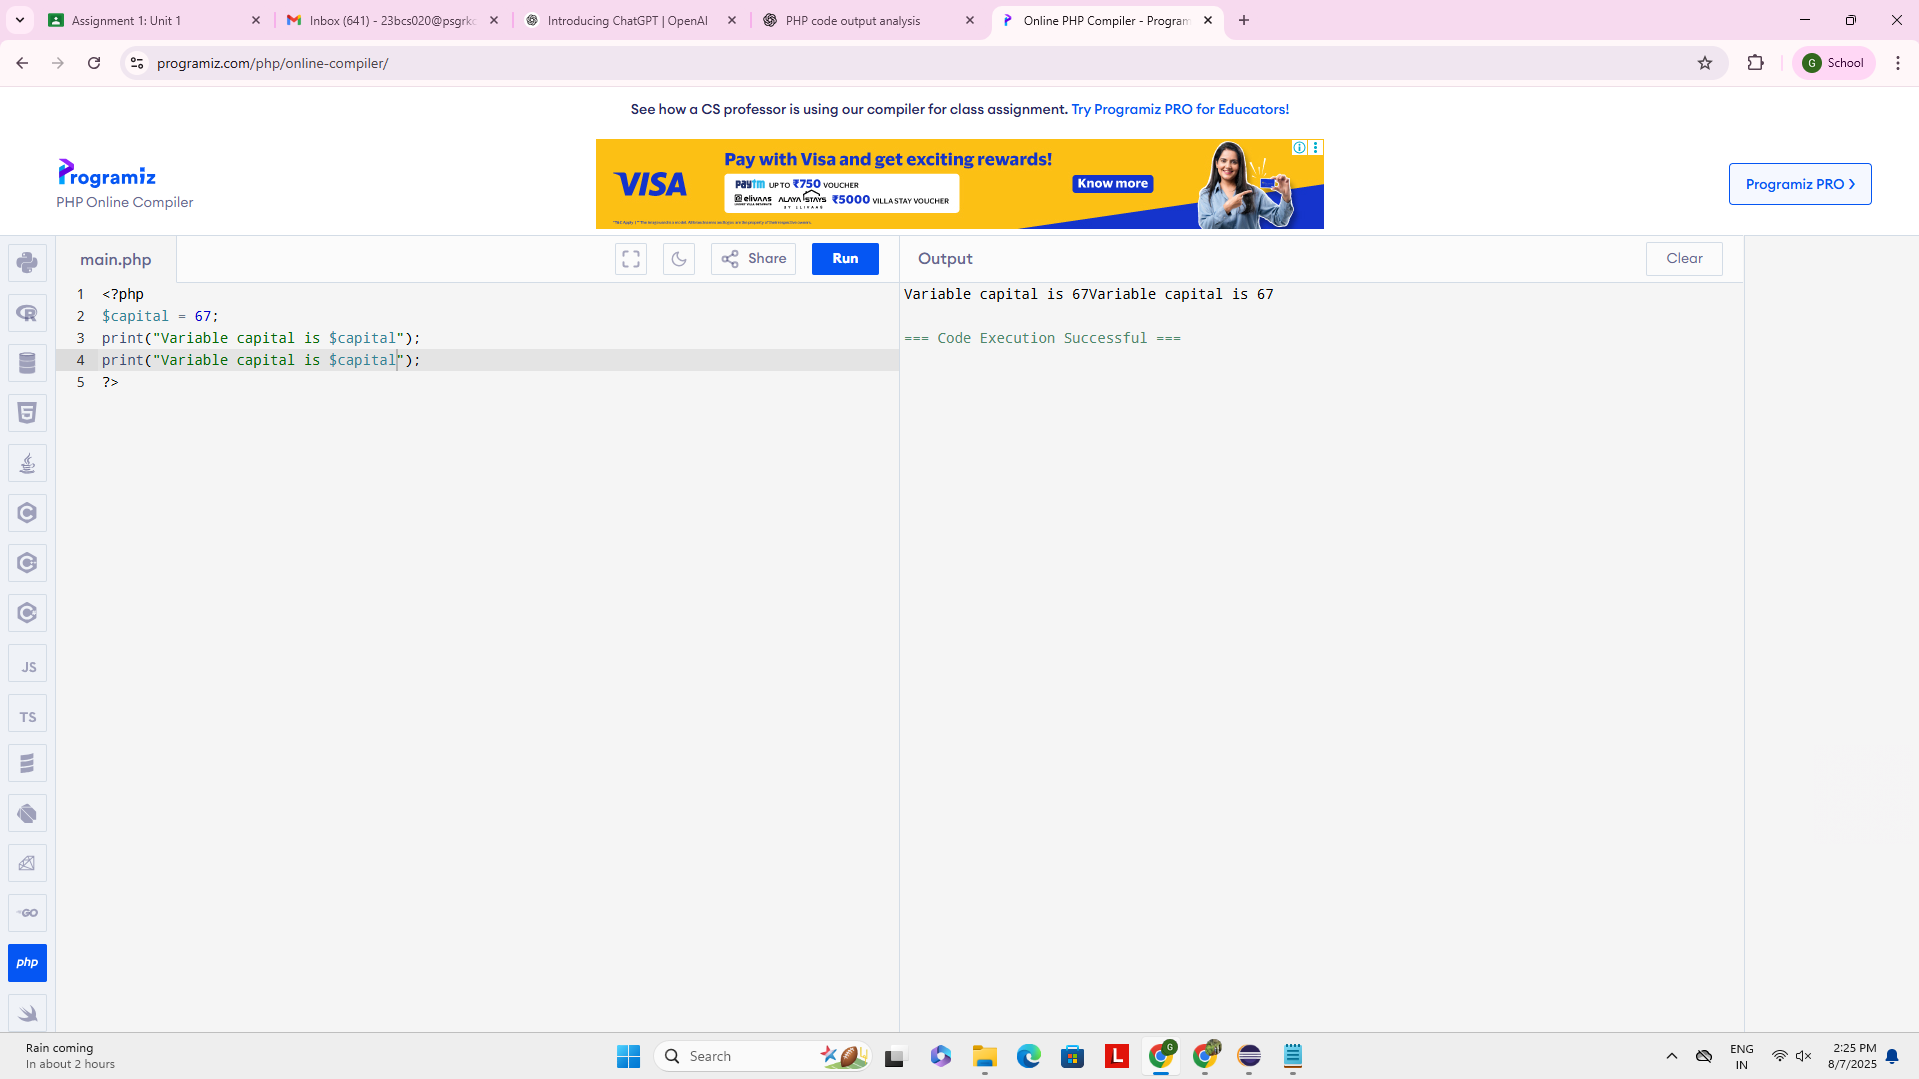 Assignment 1: Unit 1
Inbox (641) - 23bcs020@psgrkc
Introducing ChatGPT | OpenAI
PHP code output analysis
Online PHP Compiler - Program
programiz.com/php/online-compiler/
G School
See how a CS professor is using our compiler for class assignment. Try Programiz PRO for Educators!
Programiz
PHP Online Compiler
VISA
Pay with Visa and get exciting rewards!
Paytm UP TO ₹750 VOUCHER
elivaas ALAYA STAYS ₹5000 VILLA STAY VOUCHER
BY ELIVAAS
Know more
Programiz PRO ❯
main.php
Share
Run
Output
Clear
1 <?php
2 $capital = 67;
3 print("Variable capital is $capital");
4 print("Variable capital is $capital");
5 ?>
Variable capital is 67Variable capital is 67
=== Code Execution Successful ===
JS
TS
GO
php
Rain coming
In about 2 hours
Search
L
G
ENG
IN
2:25 PM
8/7/2025